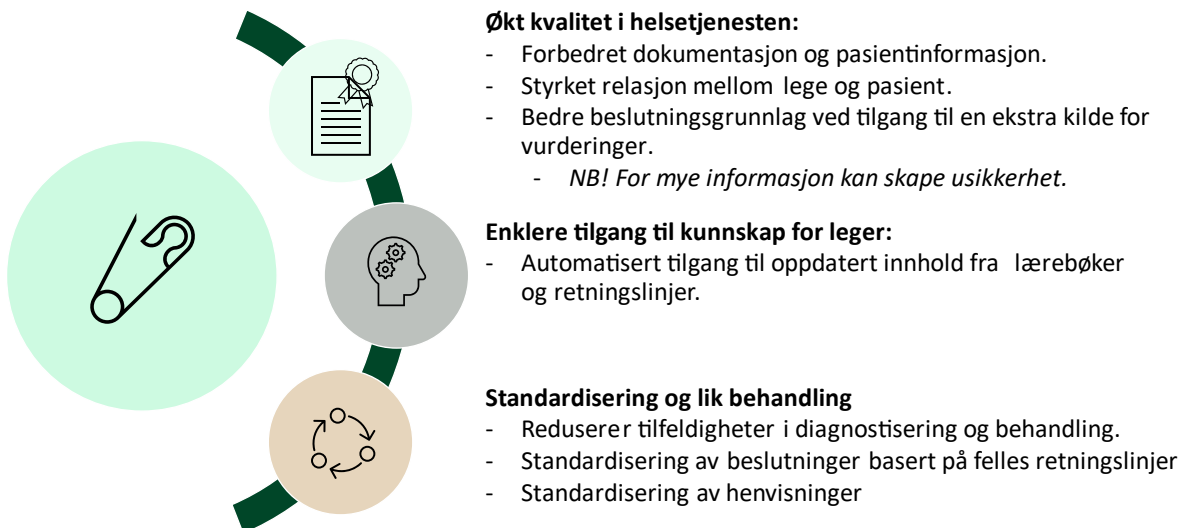 Økt kvalitet i helsetjenesten:
- Forbedret dokumentasjon og pasientinformasjon.
- Styrket relasjon mellom lege og pasient.
- Bedre beslutningsgrunnlag ved tilgang til en ekstra kilde for
vurderinger.
- NB! For mye informasjon kan skape usikkerhet.
Enklere tilgang til kunnskap for leger:
- Automatisert tilgang til oppdatert innhold fra lærebøker
og retningslinjer.
Standardisering og lik behandling
- Reduserer tilfeldigheter i diagnostisering og behandling.
- Standardisering av beslutninger basert på felles retningslinjer
- Standardisering av henvisninger